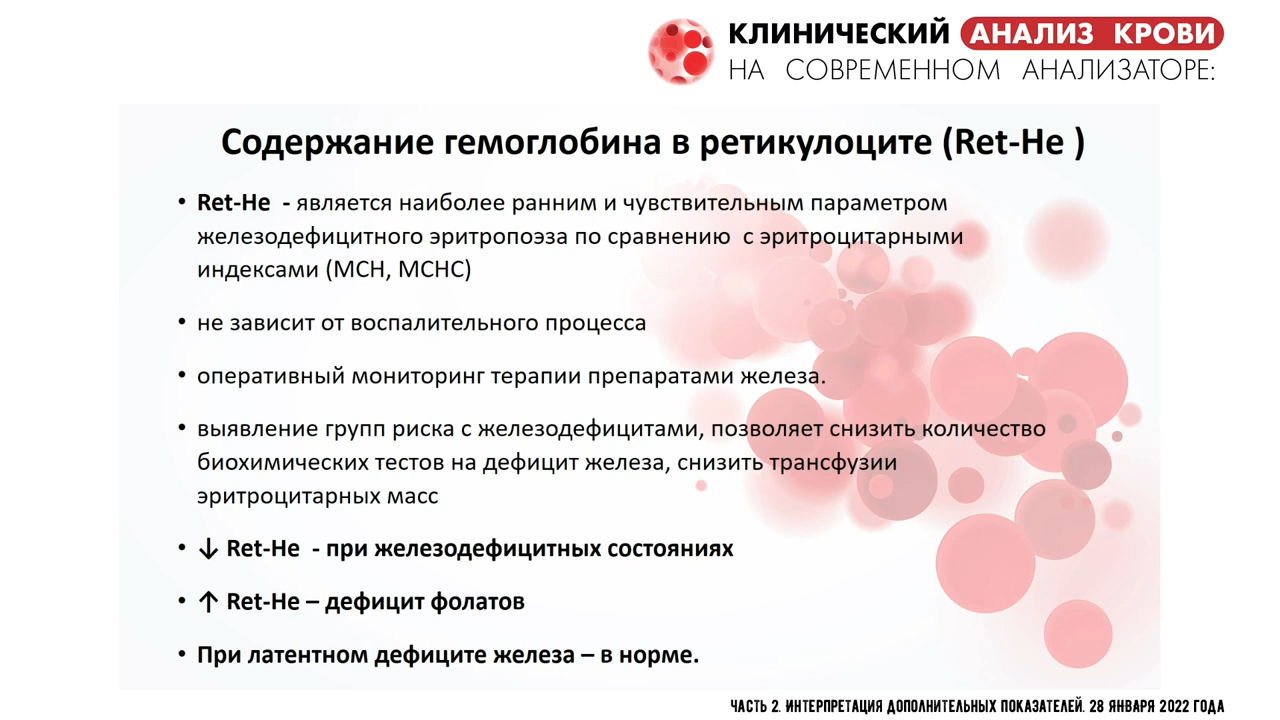 КЛИНИЧЕСКИЙ АНАЛИЗ КРОВИ
НА СОВРЕМЕННОМ АНАЛИЗАТОРЕ:
Содержание гемоглобина в ретикулоците (Ret-He )
• Ret-He - является наиболее ранним и чувствительным параметром
железодефицитного эритропоэза по сравнению с эритроцитарными
индексами (МСН, МСНС)
• не зависит от воспалительного процесса
• оперативный мониторинг терапии препаратами железа.
• выявление групп риска с железодефицитами, позволяет снизить количество
биохимических тестов на дефицит железа, снизить трансфузии
эритроцитарных масс
• ↓ Ret-He - при железодефицитных состояниях
• ↑ Ret-He – дефицит фолатов
• При латентном дефиците железа – в норме.
ЧАСТЬ 2. ИНТЕРПРЕТАЦИЯ ДОПОЛНИТЕЛЬНЫХ ПОКАЗАТЕЛЕЙ. 28 ЯНВАРЯ 2022 ГОДА